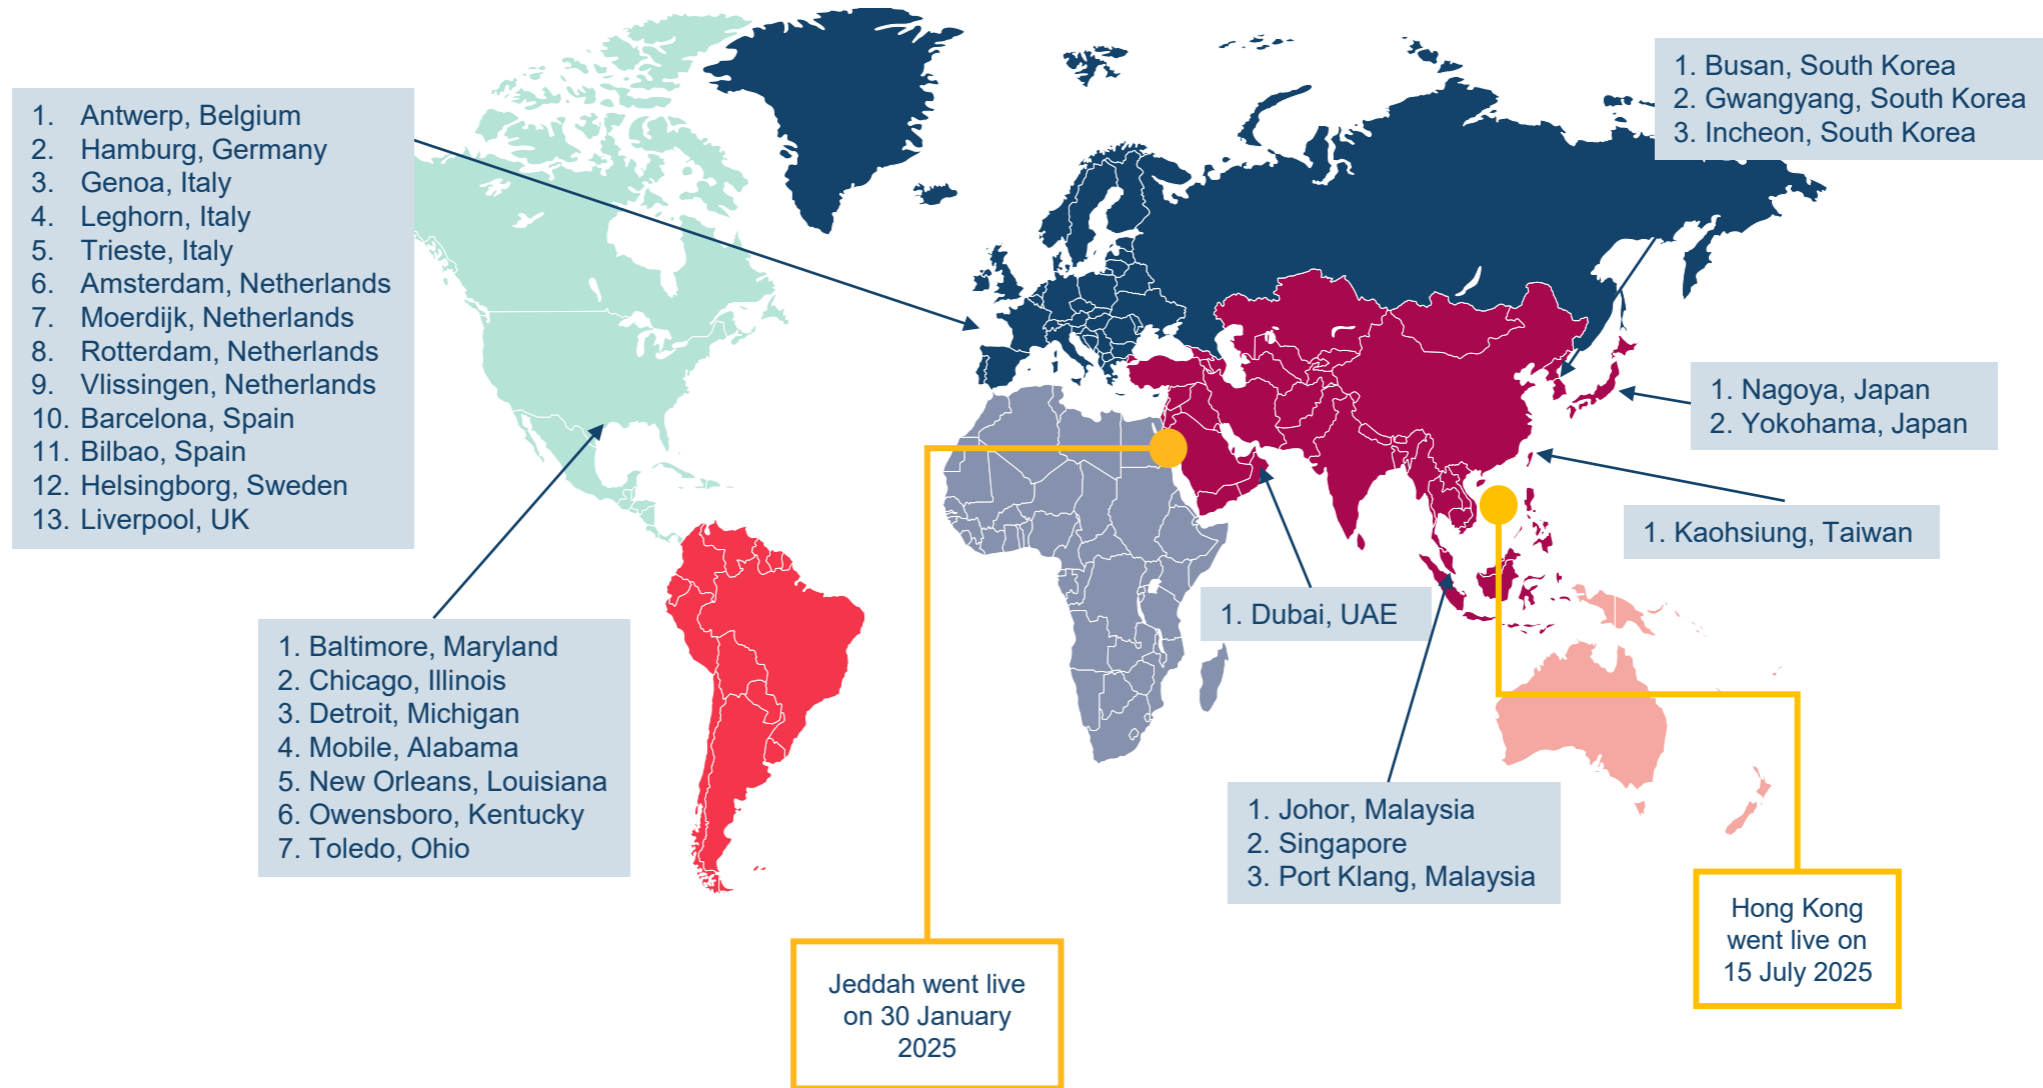 1. Antwerp, Belgium
2. Hamburg, Germany
3. Genoa, Italy
4. Leghorn, Italy
5. Trieste, Italy
6. Amsterdam, Netherlands
7. Moerdijk, Netherlands
8. Rotterdam, Netherlands
9. Vlissingen, Netherlands
10. Barcelona, Spain
11. Bilbao, Spain
12. Helsingborg, Sweden
13. Liverpool, UK
1. Busan, South Korea
2. Gwangyang, South Korea
3. Incheon, South Korea
1. Nagoya, Japan
2. Yokohama, Japan
1. Kaohsiung, Taiwan
1. Dubai, UAE
1. Baltimore, Maryland
2. Chicago, Illinois
3. Detroit, Michigan
4. Mobile, Alabama
5. New Orleans, Louisiana
6. Owensboro, Kentucky
7. Toledo, Ohio
1. Johor, Malaysia
2. Singapore
3. Port Klang, Malaysia
Hong Kong
went live on
15 July 2025
Jeddah went live
on 30 January
2025